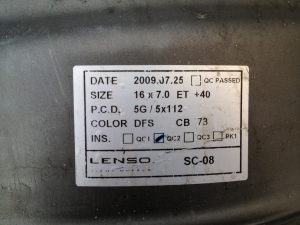 DATE 2009.07.25 QC PASSED
SIZE 16 x 7.0 ET +40
P.C.D. 5G / 5x112
COLOR DFS CB 73
INS. QC1 QC2 QC3 PK1
LENSO SC-08